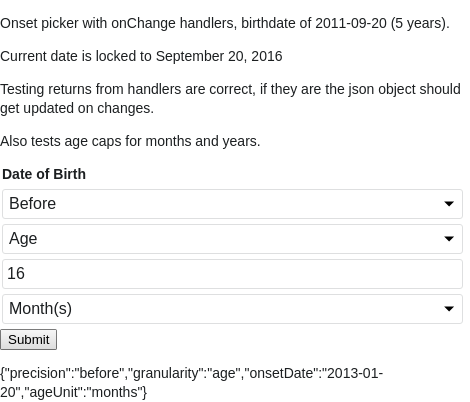 Onset picker with onChange handlers, birthdate of 2011-09-20 (5 years).
Current date is locked to September 20, 2016
Testing returns from handlers are correct, if they are the json object should
get updated on changes.
Also tests age caps for months and years.
Date of Birth
Before
Age
16
Month(s)
Submit
{"precision":"before","granularity":"age","onsetDate":"2013-01-
20","ageUnit":"months"}